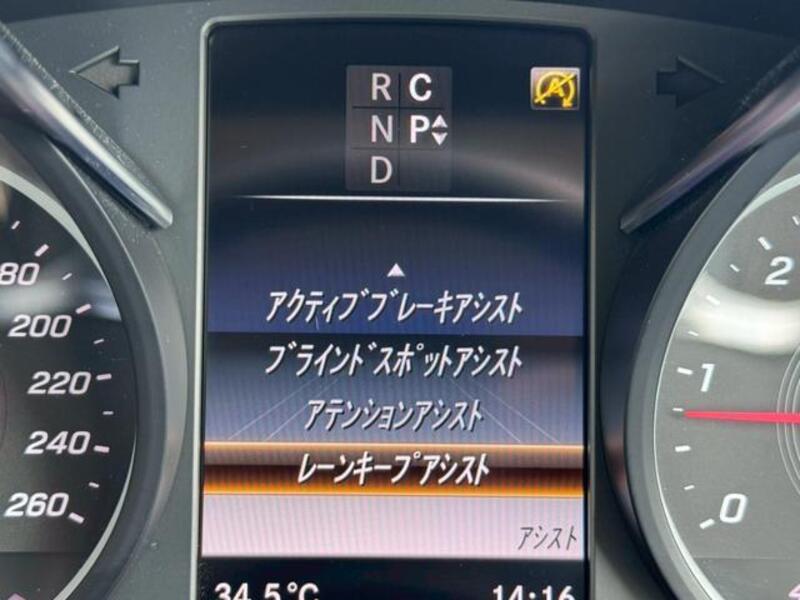 R C
N P
D
A
アクティブブレーキアシスト
ブラインドスポットアシスト
アテンションアシスト
レーンキープアシスト
アシスト
34.5°C 14:16
80
200
220
240
260
2
1
0